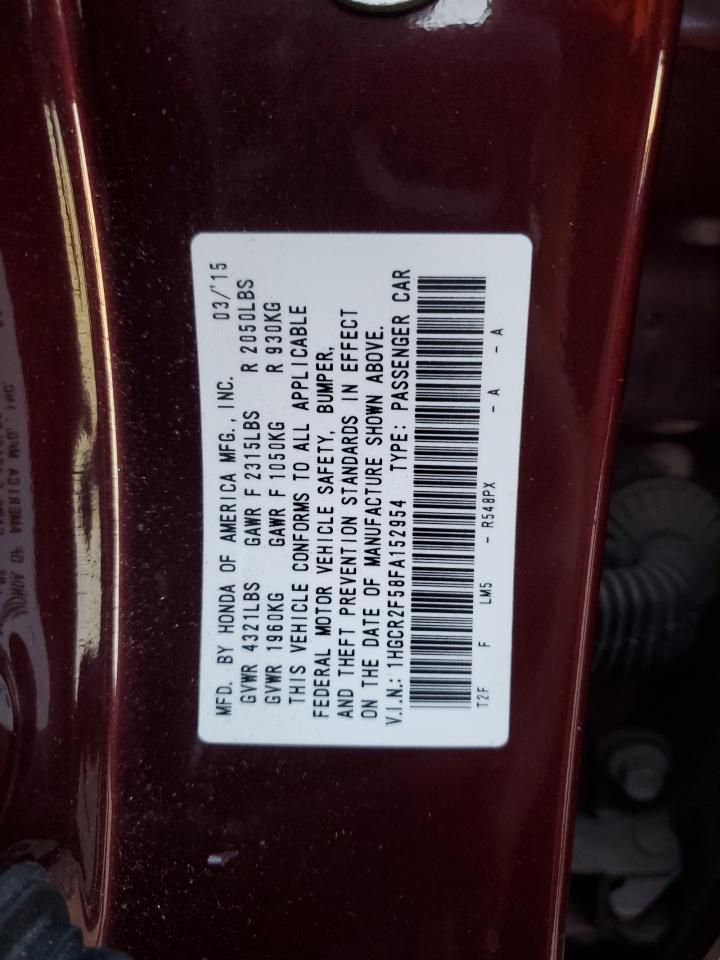 MFD. BY HONDA OF AMERICA MFG., INC. 03/'15
GVWR 4321LBS GAWR F 2315LBS R 2050LBS
GVWR 1960KG GAWR F 1050KG R 930KG
THIS VEHICLE CONFORMS TO ALL APPLICABLE
FEDERAL MOTOR VEHICLE SAFETY, BUMPER,
AND THEFT PREVENTION STANDARDS IN EFFECT
ON THE DATE OF MANUFACTURE SHOWN ABOVE.
V.I.N.: 1HGCR2F58FA152954 TYPE: PASSENGER CAR
T2F F LM5 - R548PX - A - A